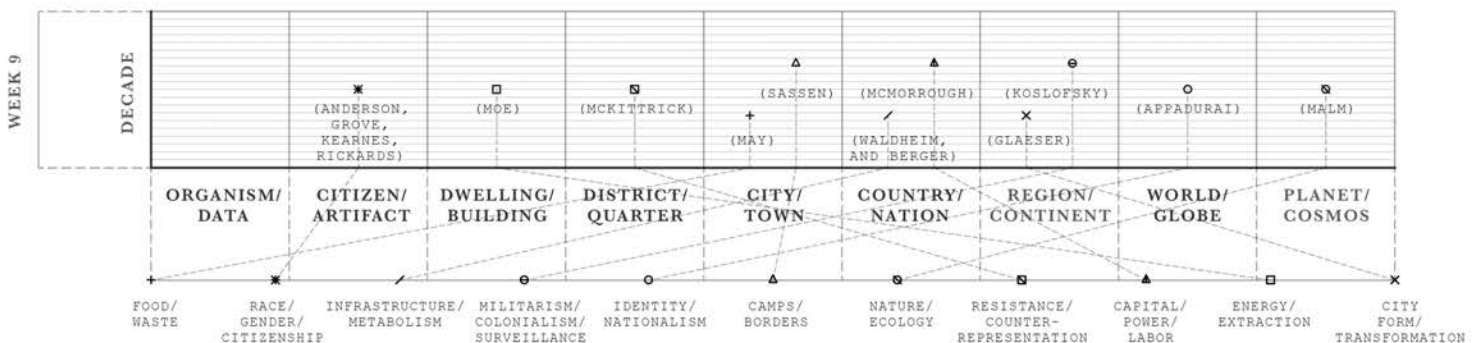 WEEK 9
DECADE
(ANDERSON,
GROVE,
KEARNES,
RICKARDS)
(MOE)
(MCKITTRICK)
(SASSEN)
(MAY)
(MCMORROUGH)
(WALDHEIM,
AND BERGER)
(KOSLOFSKY)
(GLAESER)
(APPADURAI)
(MALM)
ORGANISM/
DATA
CITIZEN/
ARTIFACT
DWELLING/
BUILDING
DISTRICT/
QUARTER
CITY/
TOWN
COUNTRY/
NATION
REGION/
CONTINENT
WORLD/
GLOBE
PLANET/
COSMOS
FOOD/
WASTE
RACE/
GENDER/
CITIZENSHIP
INFRASTRUCTURE/
METABOLISM
MILITARISM/
COLONIALISM/
SURVEILLANCE
IDENTITY/
NATIONALISM
CAMPS/
BORDERS
NATURE/
ECOLOGY
RESISTANCE/
COUNTER-
REPRESENTATION
CAPITAL/
POWER/
LABOR
ENERGY/
EXTRACTION
CITY
FORM/
TRANSFORMATION